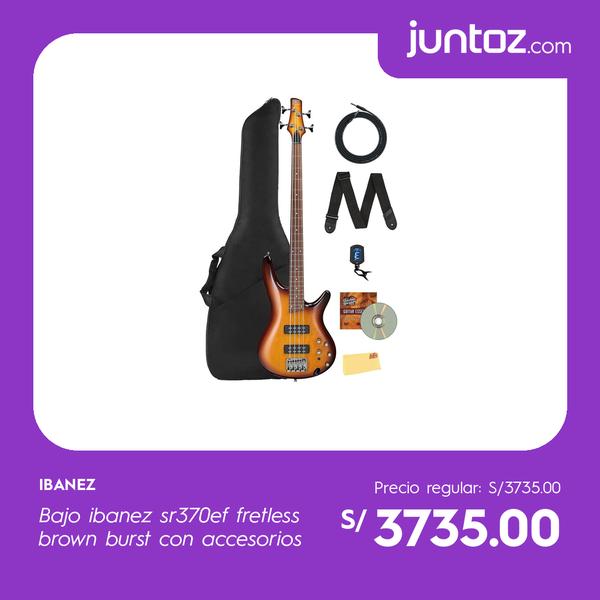 juntoz.com
IBANEZ
Bajo ibanez sr370ef fretless
brown burst con accesorios
Precio regular: S/3735.00
S/ 3735.00